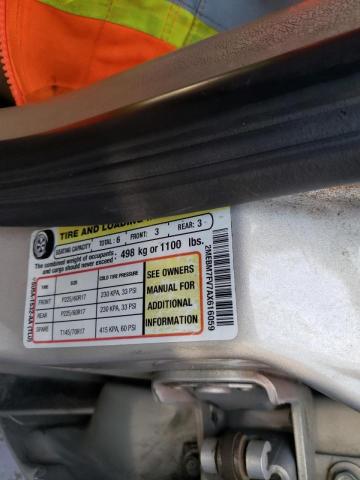 TIRE AND LOADING
SEATING CAPACITY TOTAL: 6 FRONT: 3 REAR: 3
The combined weight of occupants
and cargo should never exceed: 498 kg or 1100 lbs.
TIRE SIZE COLD TIRE PRESSURE
FRONT P225/60R17 230 KPA, 33 PSI
REAR P225/60R17 230 KPA, 33 PSI
SPARE T145/70R17 415 KPA, 60 PSI
SEE OWNERS
MANUAL FOR
ADDITIONAL
INFORMATION